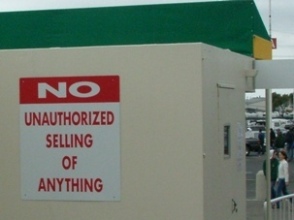 NO
UNAUTHORIZED
SELLING
OF
ANYTHING